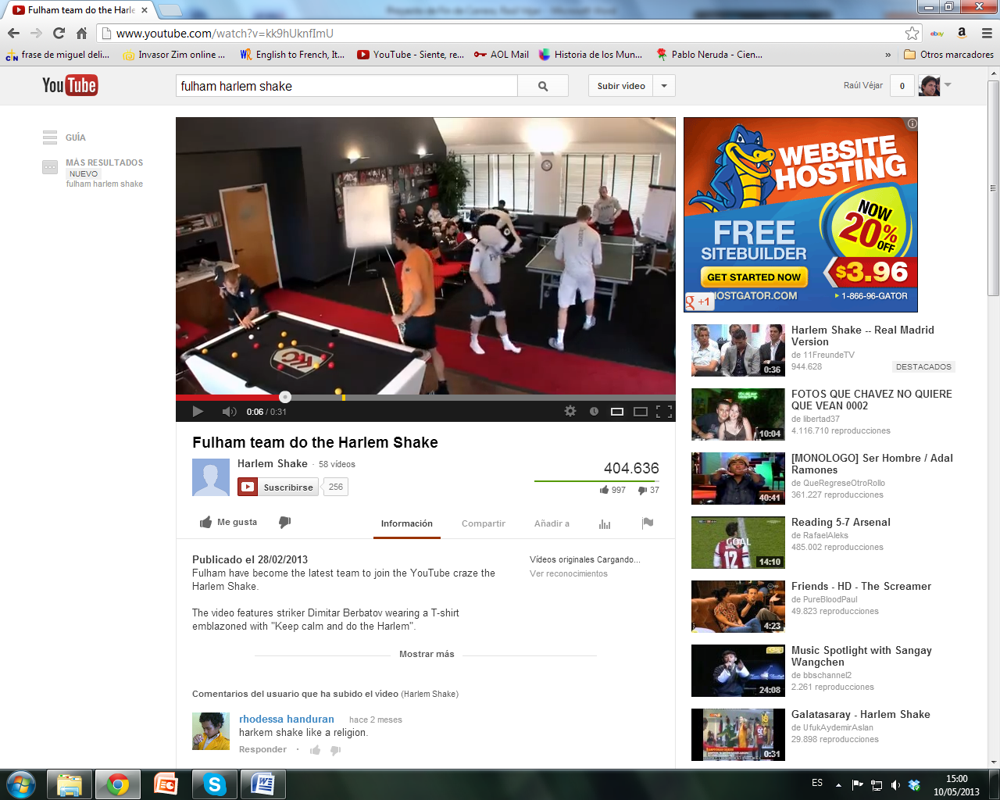 Fulham team do the Harle
www.youtube.com/watch?v=kk9hUknfImU
ebay
a
frase de miguel deli...
Invasor Zim online ...
English to French, It...
YouTube - Siente, re...
AOL Mail
Historia de los Mun...
Pablo Neruda - Cien...
»
Otros marcadores
YouTube
fulham harlem shake
Subir vídeo
Raúl Véjar
0
GUÍA
MÁS RESULTADOS
NUEVO
fulham harlem shake
0:06 / 0:31
Fulham team do the Harlem Shake
Harlem Shake · 58 vídeos
Suscribirse
256
404.636
997
37
Me gusta
Información
Compartir
Añadir a
Publicado el 28/02/2013
Fulham have become the latest team to join the YouTube craze the
Harlem Shake.
The video features striker Dimitar Berbatov wearing a T-shirt
emblazoned with "Keep calm and do the Harlem".
Vídeos originales Cargando...
Ver reconocimientos
Mostrar más
Comentarios del usuario que ha subido el vídeo (Harlem Shake)
rhodessa handuran hace 2 meses
harkem shake like a religion.
Responder ·
WEBSITE
HOSTING
NOW
20%
OFF
FREE
SITEBUILDER
GET STARTED NOW
$3.96
HOSTGATOR.COM
1-866-96-GATOR
g +1
Harlem Shake -- Real Madrid
Version
de 11FreundeTV
944.628
DESTACADOS
0:36
FOTOS QUE CHAVEZ NO QUIERE
QUE VEAN 0002
de libertad37
4.116.710 reproducciones
10:04
[MONOLOGO] Ser Hombre / Adal
Ramones
de QueRegreseOtroRollo
361.227 reproducciones
40:41
Reading 5-7 Arsenal
de RafaelAleks
485.002 reproducciones
GOAL
12
14:10
Friends - HD - The Screamer
de PureBloodPaul
49.823 reproducciones
4:23
Music Spotlight with Sangay
Wangchen
de bbschannel2
2.261 reproducciones
24:08
Galatasaray - Harlem Shake
de UfukAydemirAslan
29.898 reproducciones
0:31
ES
15:00
10/05/2013